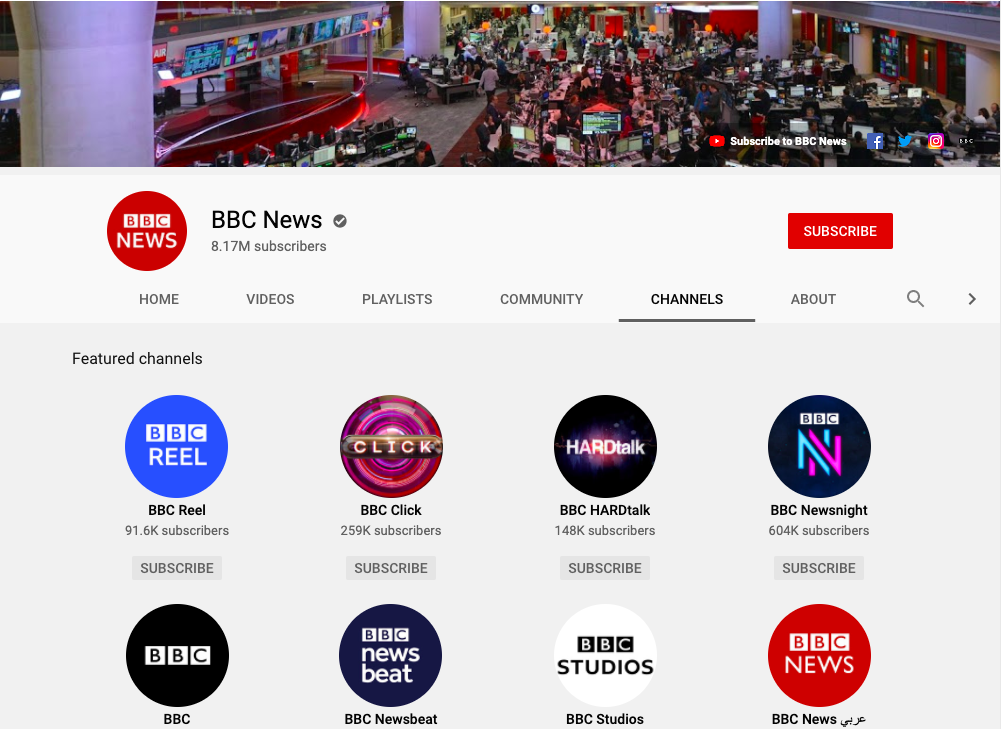 AIR
Subscribe to BBC News
BBC
BBC
NEWS
BBC News
8.17M subscribers
SUBSCRIBE
HOME VIDEOS PLAYLISTS COMMUNITY CHANNELS ABOUT
Featured channels
BBC
REEL
CLICK
HARDtalk
BBC
N
BBC Reel BBC Click BBC HARDtalk BBC Newsnight
91.6K subscribers 259K subscribers 148K subscribers 604K subscribers
SUBSCRIBE SUBSCRIBE SUBSCRIBE SUBSCRIBE
BBC
BBC
news
beat
BBC
STUDIOS
BBC
NEWS
BBC BBC Newsbeat BBC Studios BBC News عربي